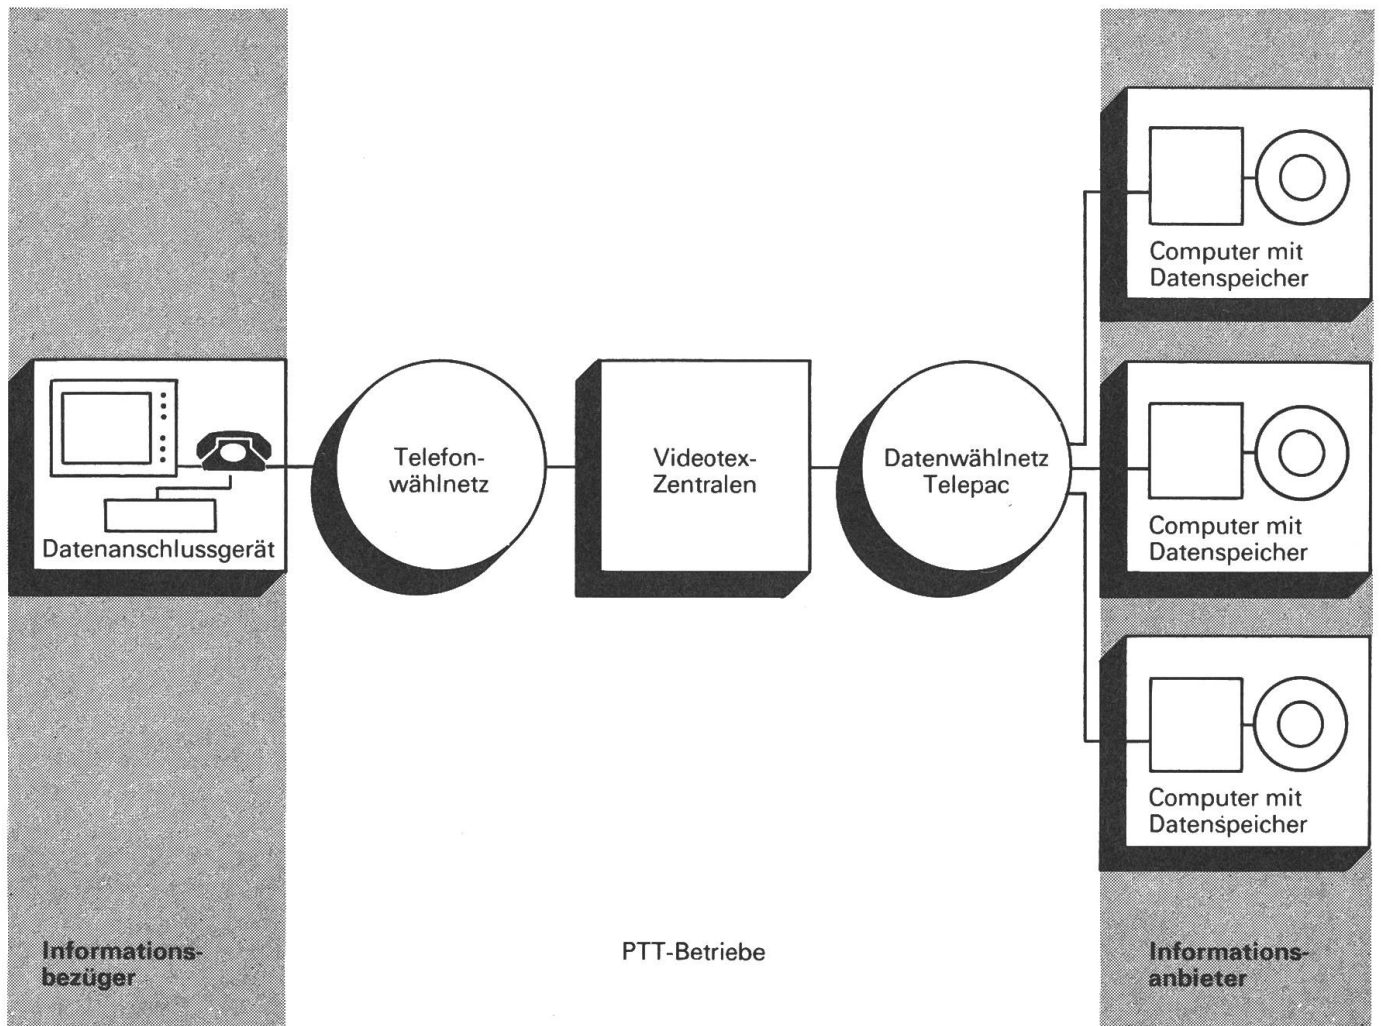 Computer mit
Datenspeicher
Telefon-
wählnetz
Videotex-
Zentralen
Datenwählnetz
Telepac
Computer mit
Datenspeicher
Datenanschlussgerät
Computer mit
Datenspeicher
Informations-
bezüger
PTT-Betriebe
Informations-
anbieter